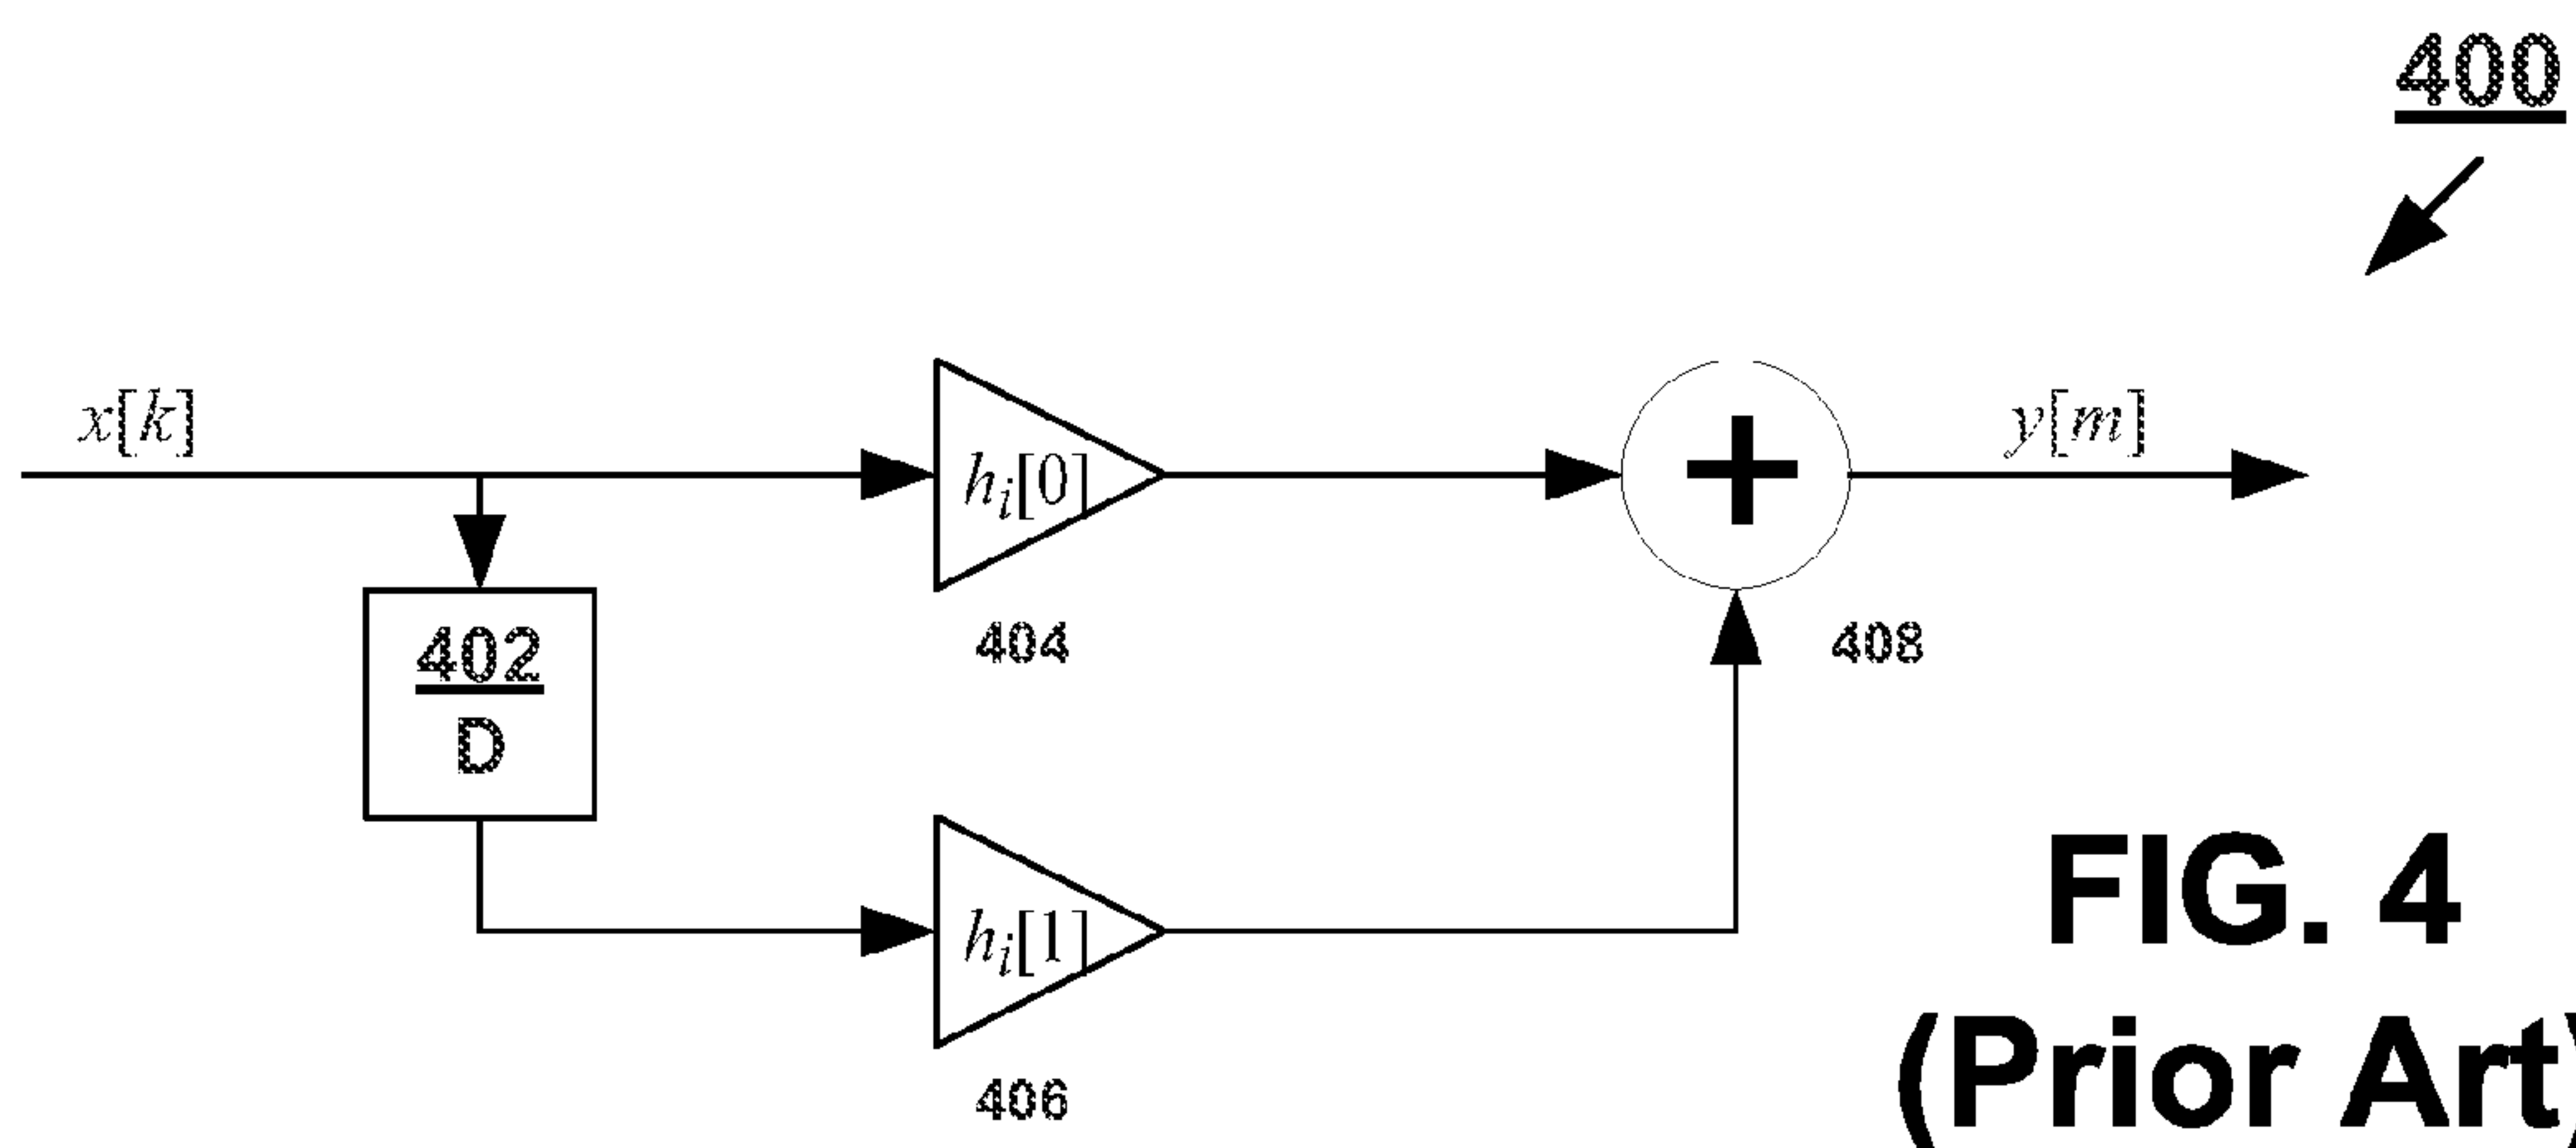 400
x[k]
h_i[0]
+
y[m]
402
D
404
408
h_i[1]
406
FIG. 4
(Prior Art)